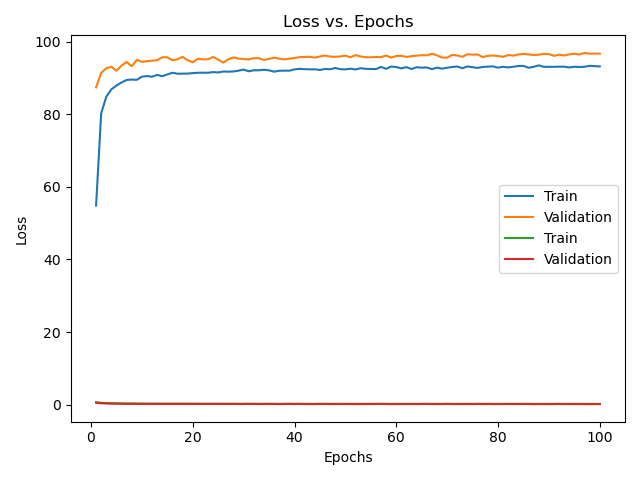 Loss vs. Epochs
100
80
60
40
20
0
Loss
Train
Validation
Train
Validation
0 20 40 60 80 100
Epochs